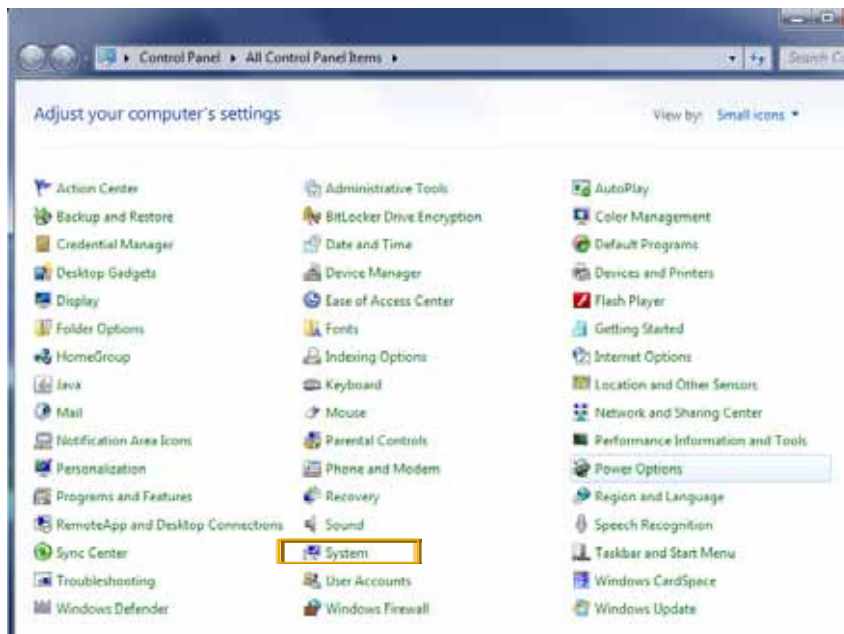 Control Panel ▸ All Control Panel Items ▸
Search Co
Adjust your computer's settings
View by: Small icons
Action Center
Administrative Tools
AutoPlay
Backup and Restore
BitLocker Drive Encryption
Color Management
Credential Manager
Date and Time
Default Programs
Desktop Gadgets
Device Manager
Devices and Printers
Display
Ease of Access Center
Flash Player
Folder Options
Fonts
Getting Started
HomeGroup
Indexing Options
Internet Options
Java
Keyboard
Location and Other Sensors
Mail
Mouse
Network and Sharing Center
Notification Area Icons
Parental Controls
Performance Information and Tools
Personalization
Phone and Modem
Power Options
Programs and Features
Recovery
Region and Language
RemoteApp and Desktop Connections
Sound
Speech Recognition
Sync Center
System
Taskbar and Start Menu
Troubleshooting
User Accounts
Windows CardSpace
Windows Defender
Windows Firewall
Windows Update